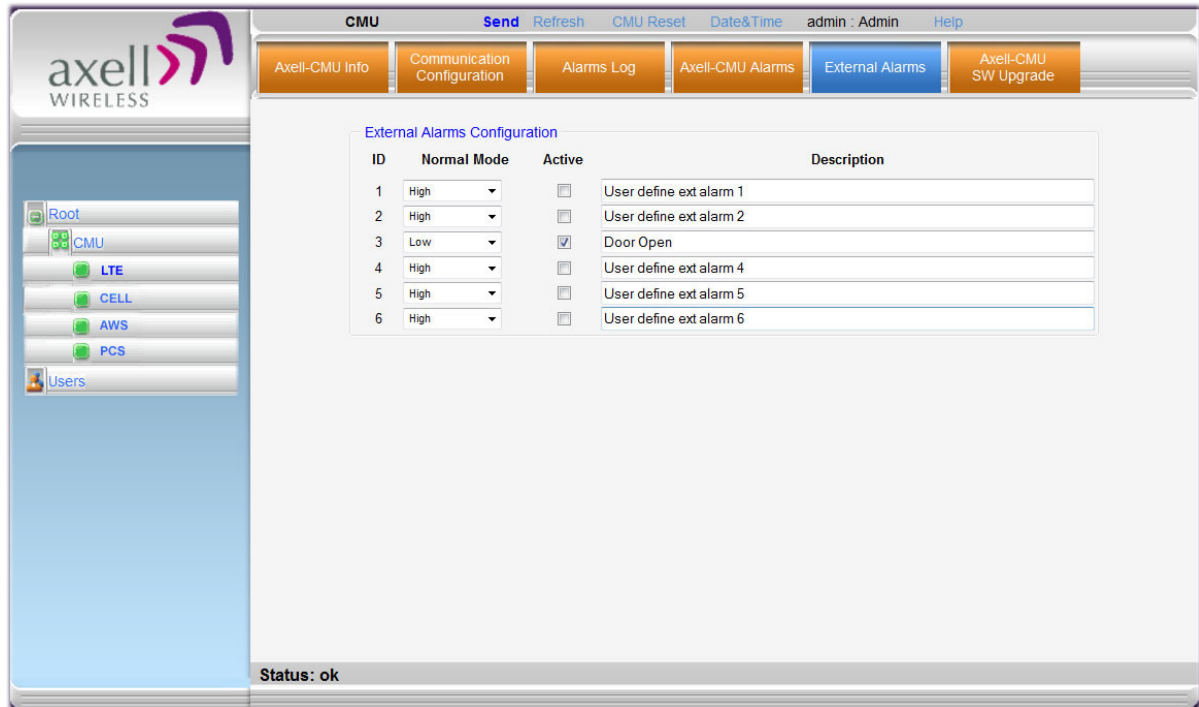 axell
WIRELESS
CMU Send Refresh CMU Reset Date&Time admin : Admin Help
Axell-CMU Info
Communication
Configuration
Alarms Log
Axell-CMU Alarms
External Alarms
Axell-CMU
SW Upgrade
Root
CMU
LTE
CELL
AWS
PCS
Users
External Alarms Configuration
ID Normal Mode Active Description
1 High User define ext alarm 1
2 High User define ext alarm 2
3 Low Door Open
4 High User define ext alarm 4
5 High User define ext alarm 5
6 High User define ext alarm 6
Status: ok